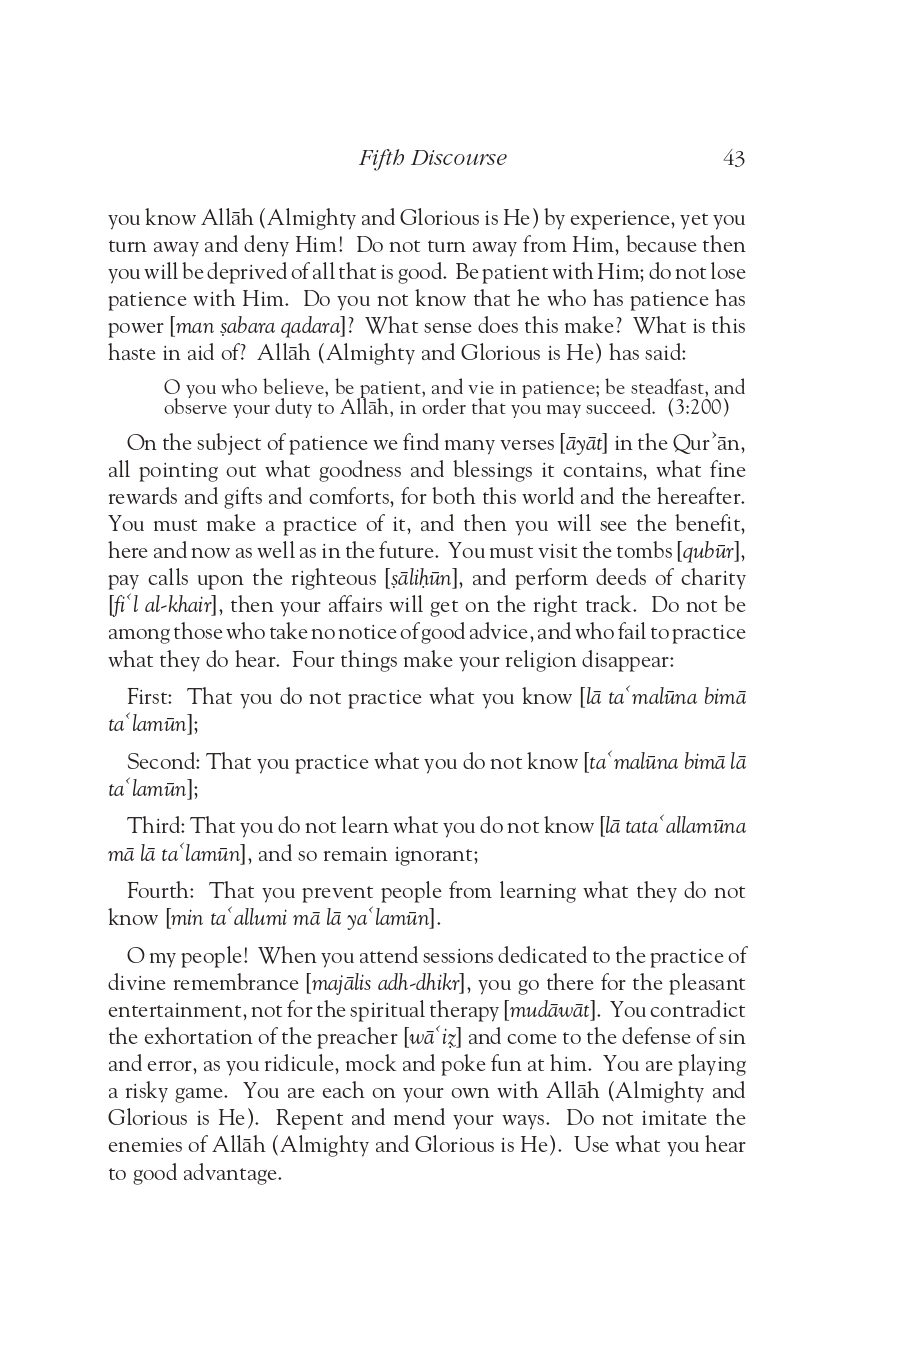 Fifth Discourse 43
you know Allāh (Almighty and Glorious is He) by experience, yet you
turn away and deny Him! Do not turn away from Him, because then
you will be deprived of all that is good. Be patient with Him; do not lose
patience with Him. Do you not know that he who has patience has
power [man ṣabara qadara]? What sense does this make? What is this
haste in aid of? Allāh (Almighty and Glorious is He) has said:
O you who believe, be patient, and vie in patience; be steadfast, and
observe your duty to Allāh, in order that you may succeed. (3:200)
On the subject of patience we find many verses [āyāt] in the Qurʾān,
all pointing out what goodness and blessings it contains, what fine
rewards and gifts and comforts, for both this world and the hereafter.
You must make a practice of it, and then you will see the benefit,
here and now as well as in the future. You must visit the tombs [qubūr],
pay calls upon the righteous [ṣāliḥūn], and perform deeds of charity
[fiʿl al-khair], then your affairs will get on the right track. Do not be
among those who take no notice of good advice, and who fail to practice
what they do hear. Four things make your religion disappear:
First: That you do not practice what you know [lā taʿmalūna bimā
taʿlamūn];
Second: That you practice what you do not know [taʿmalūna bimā lā
taʿlamūn];
Third: That you do not learn what you do not know [lā tataʿallamūna
mā lā taʿlamūn], and so remain ignorant;
Fourth: That you prevent people from learning what they do not
know [min taʿallumi mā lā yaʿlamūn].
O my people! When you attend sessions dedicated to the practice of
divine remembrance [majālis adh-dhikr], you go there for the pleasant
entertainment, not for the spiritual therapy [mudāwāt]. You contradict
the exhortation of the preacher [wāʿiẓ] and come to the defense of sin
and error, as you ridicule, mock and poke fun at him. You are playing
a risky game. You are each on your own with Allāh (Almighty and
Glorious is He). Repent and mend your ways. Do not imitate the
enemies of Allāh (Almighty and Glorious is He). Use what you hear
to good advantage.